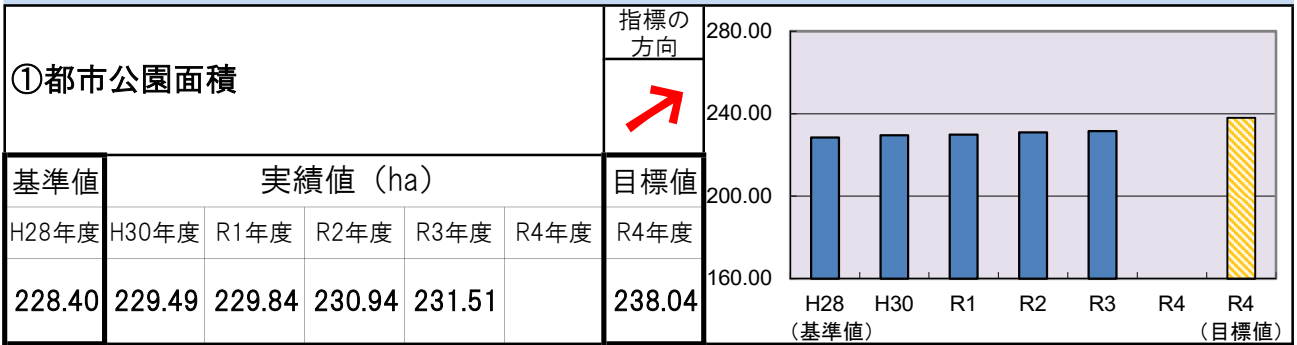 ①都市公園面積
指標の
方向
基準値
実績値（ha）
目標値
H28年度 H30年度 R1年度 R2年度 R3年度 R4年度 R4年度
228.40 229.49 229.84 230.94 231.51 238.04
280.00
240.00
200.00
160.00
H28 H30 R1 R2 R3 R4 R4
（基準値） （目標値）